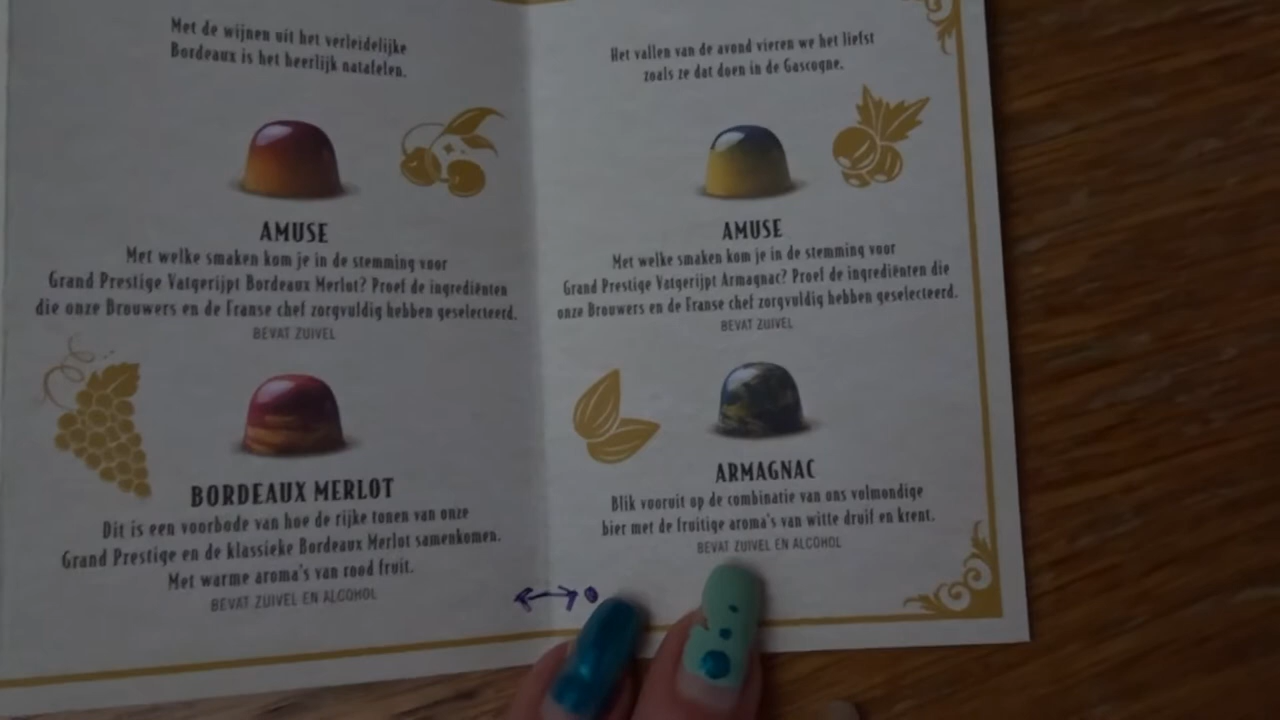 Met de wijnen uit het verleidelijke
Bordeaux is het heerlijk natafelen.
AMUSE
Met welke smaken kom je in de stemming voor
Grand Prestige Vatgerijpt Bordeaux Merlot? Proef de ingrediënten
die onze Brouwers en de Franse chef zorgvuldig hebben geselecteerd.
BEVAT ZUIVEL
BORDEAUX MERLOT
Dit is een voorbode van hoe de rijke tonen van onze
Grand Prestige en de klassieke Bordeaux Merlot samenkomen.
Met warme aroma's van rood fruit.
BEVAT ZUIVEL EN ALCOHOL
Het vallen van de avond vieren we het liefst
zoals ze dat doen in de Gascogne.
AMUSE
Met welke smaken kom je in de stemming voor
Grand Prestige Vatgerijpt Armagnac? Proef de ingrediënten die
onze Brouwers en de Franse chef zorgvuldig hebben geselecteerd.
BEVAT ZUIVEL
ARMAGNAC
Blik vooruit op de combinatie van ons volmondige
bier met de fruitige aroma's van witte druif en krent.
BEVAT ZUIVEL EN ALCOHOL